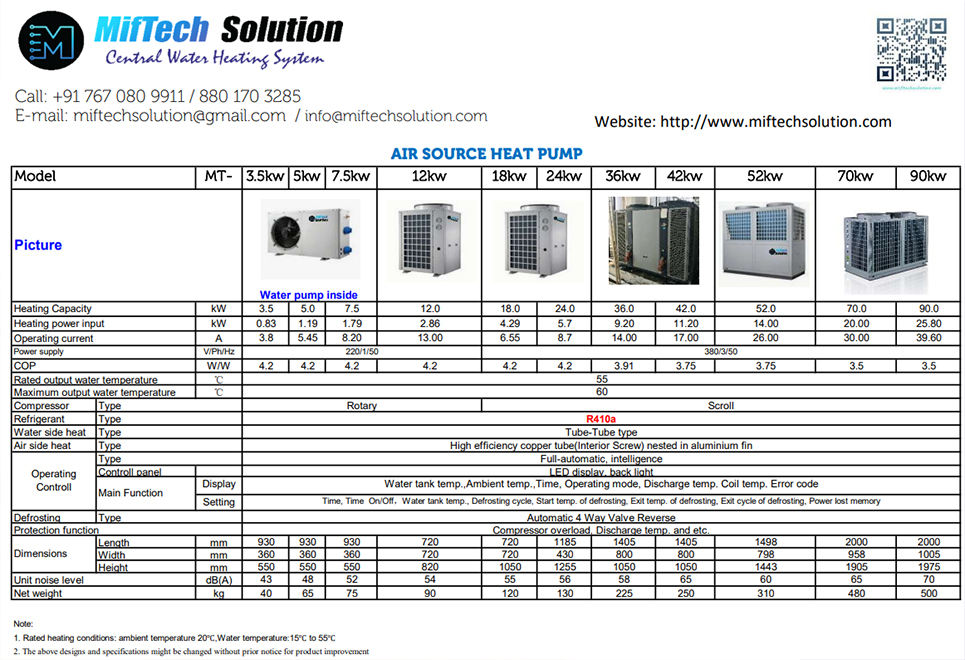 MifTech Solution
Central Water Heating System
Call: +91 767 080 9911 / 880 170 3285
E-mail: miftechsolution@gmail.com / info@miftechsolution.com
Website: http://www.miftechsolution.com
www.miftechsolution.com
AIR SOURCE HEAT PUMP
Model MT- 3.5kw 5kw 7.5kw 12kw 18kw 24kw 36kw 42kw 52kw 70kw 90kw
Picture
Water pump inside
Heating Capacity kW 3.5 5.0 7.5 12.0 18.0 24.0 36.0 42.0 52.0 70.0 90.0
Heating power input kW 0.83 1.19 1.79 2.86 4.29 5.7 9.20 11.20 14.00 20.00 25.80
Operating current A 3.8 5.45 8.20 13.00 6.55 8.7 14.00 17.00 26.00 30.00 39.60
Power supply V/Ph/Hz 220/1/50 380/3/50
COP W/W 4.2 4.2 4.2 4.2 4.2 4.2 3.91 3.75 3.75 3.5 3.5
Rated output water temperature ℃ 55
Maximum output water temperature ℃ 60
Compressor Type Rotary Scroll
Refrigerant Type R410a
Water side heat Type Tube-Tube type
Air side heat Type High efficiency copper tube(Interior Screw) nested in aluminium fin
Operating Controll Type Full-automatic, intelligence
Controll panel LED display, back light
Main Function Display Water tank temp.,Ambient temp.,Time, Operating mode, Discharge temp. Coil temp. Error code
Setting Time, Time On/Off, Water tank temp., Defrosting cycle, Start temp. of defrosting, Exit temp. of defrosting, Exit cycle of defrosting, Power lost memory
Defrosting Type Automatic 4 Way Valve Reverse
Protection function Compressor overload, Discharge temp. and etc.
Dimensions Length mm 930 930 930 720 720 1185 1405 1405 1498 2000 2000
Width mm 360 360 360 720 720 430 800 800 798 958 1005
Height mm 550 550 550 820 1050 1255 1050 1050 1443 1905 1975
Unit noise level dB(A) 43 48 52 54 55 56 58 65 60 65 70
Net weight kg 40 65 75 90 120 130 225 250 310 480 500
Note:
1. Rated heating conditions: ambient temperature 20℃,Water temperature:15℃ to 55℃
2. The above designs and specifications might be changed without prior notice for product improvement